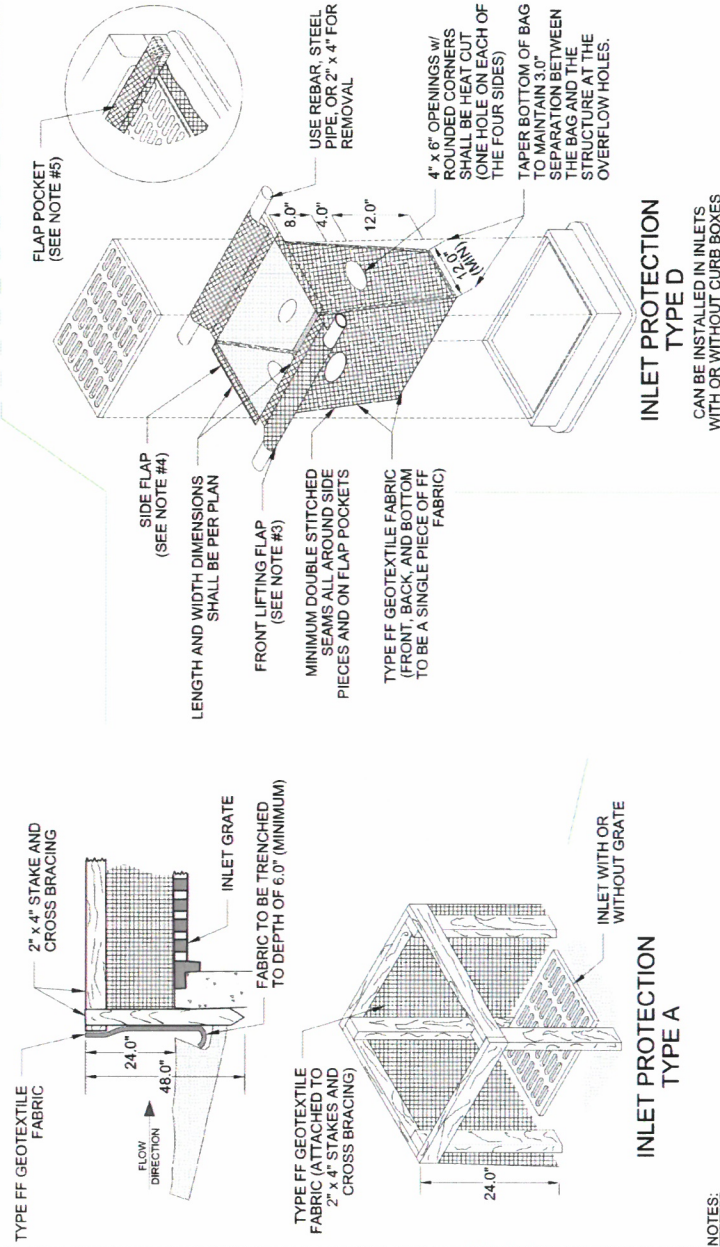 TYPE FF GEOTEXTILE
FABRIC
2" x 4" STAKE AND
CROSS BRACING
24.0"
48.0"
FLOW
DIRECTION
INLET GRATE
FABRIC TO BE TRENCHED
TO DEPTH OF 6.0" (MINIMUM)
TYPE FF GEOTEXTILE
FABRIC (ATTACHED TO
2" x 4" STAKES AND
CROSS BRACING)
24.0"
INLET WITH OR
WITHOUT GRATE
INLET PROTECTION
TYPE A
NOTES:
FLAP POCKET
(SEE NOTE #5)
SIDE FLAP
(SEE NOTE #4)
LENGTH AND WIDTH DIMENSIONS
SHALL BE PER PLAN
FRONT LIFTING FLAP
(SEE NOTE #3)
MINIMUM DOUBLE STITCHED
SEAMS ALL AROUND SIDE
PIECES AND ON FLAP POCKETS
TYPE FF GEOTEXTILE FABRIC
(FRONT, BACK, AND BOTTOM
TO BE A SINGLE PIECE OF FF
FABRIC)
USE REBAR, STEEL
PIPE, OR 2" x 4" FOR
REMOVAL
8.0"
4.0"
12.0"
12.0"
(MIN)
4" x 6" OPENINGS w/
ROUNDED CORNERS
SHALL BE HEAT CUT
(ONE HOLE ON EACH OF
THE FOUR SIDES)
TAPER BOTTOM OF BAG
TO MAINTAIN 3.0"
SEPARATION BETWEEN
THE BAG AND THE
STRUCTURE AT THE
OVERFLOW HOLES.
INLET PROTECTION
TYPE D
CAN BE INSTALLED IN INLETS
WITH OR WITHOUT CURB BOXES